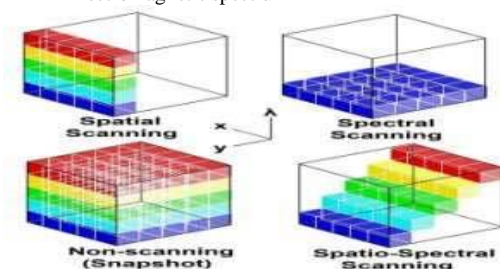 Spatial
Scanning
Spectral
Scanning
λ
x
y
Non-scanning
(Snapshot)
Spatio-Spectral
Scanning